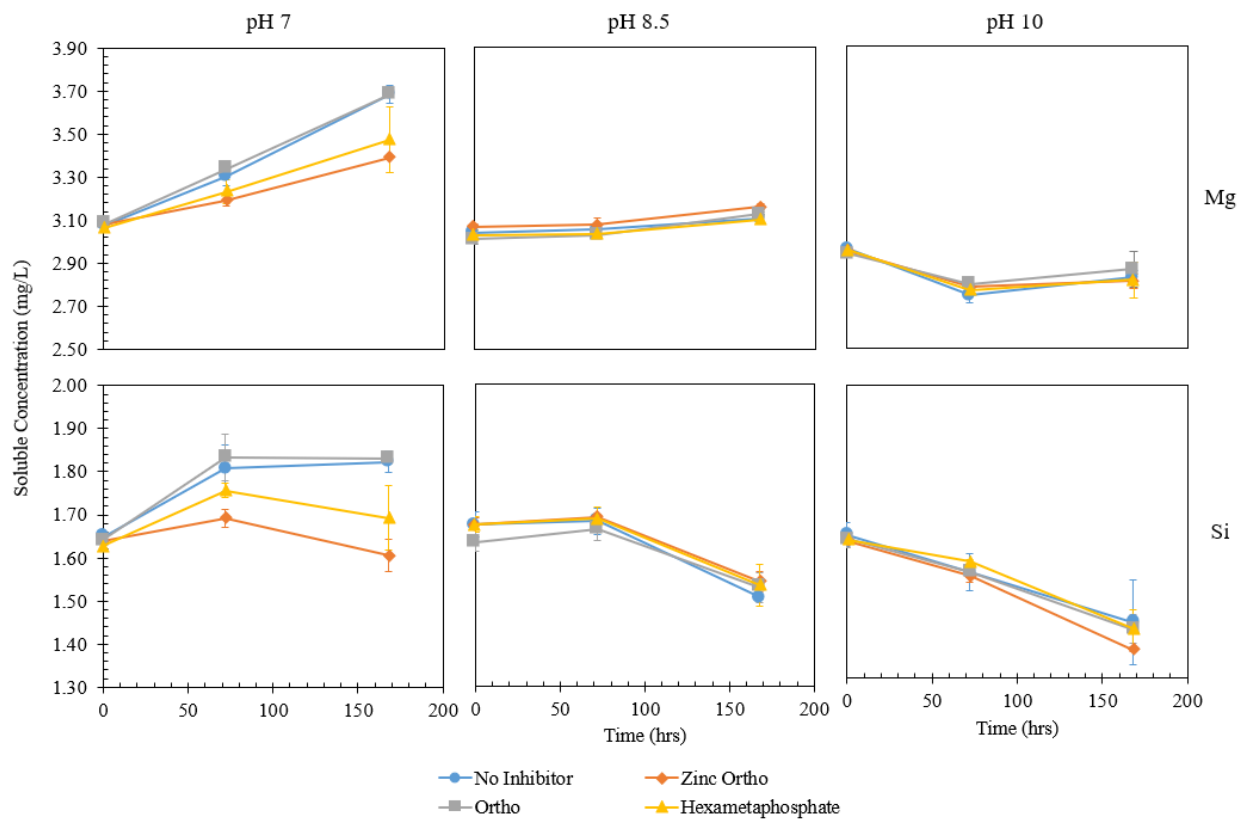 pH 7 pH 8.5 pH 10
3.90
3.70
3.50
3.30
3.10
2.90
2.70
2.50
Mg
Soluble Concentration (mg/L)
2.00
1.90
1.80
1.70
1.60
1.50
1.40
1.30
Si
0 50 100 150 200 0 50 100 150 200 0 50 100 150 200
Time (hrs) Time (hrs)
No Inhibitor Zinc Ortho
Ortho Hexametaphosphate